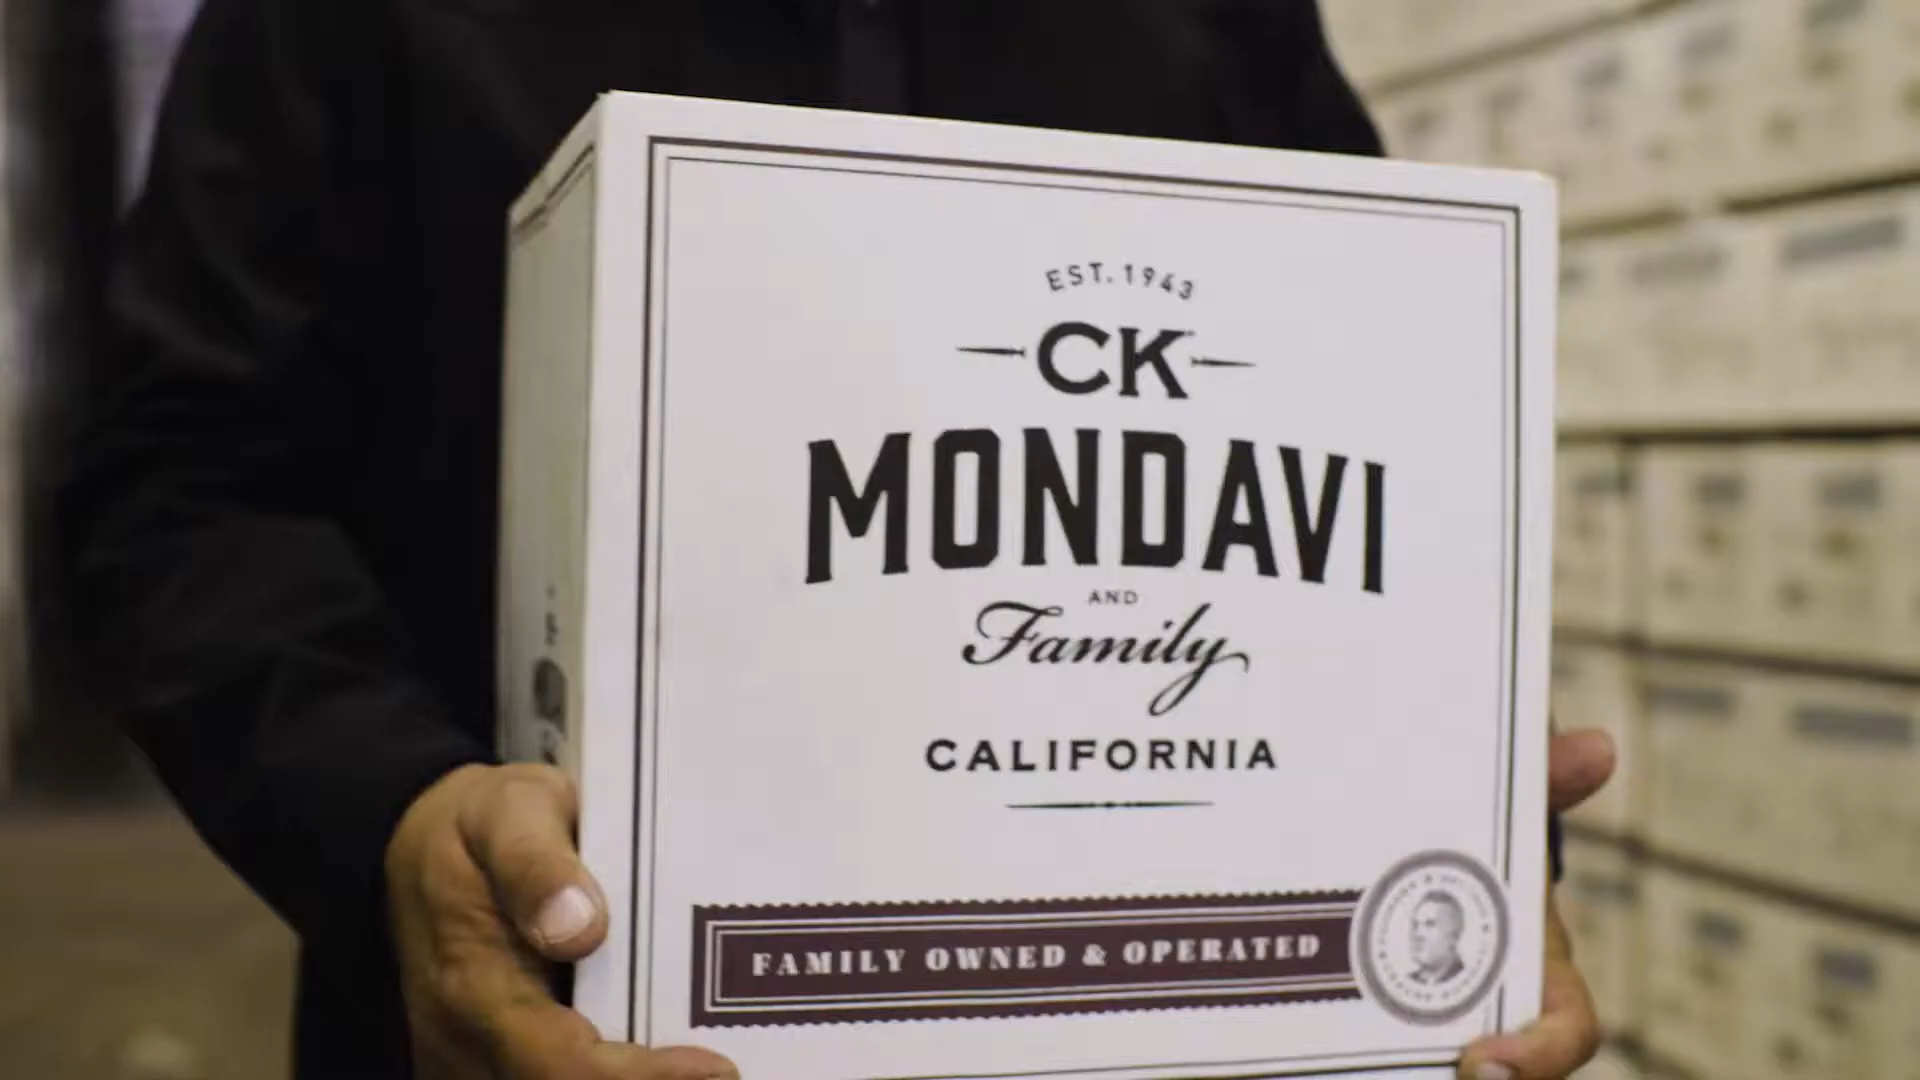 EST. 1943
CK
MONDAVI
AND
Family
CALIFORNIA
FAMILY OWNED & OPERATED